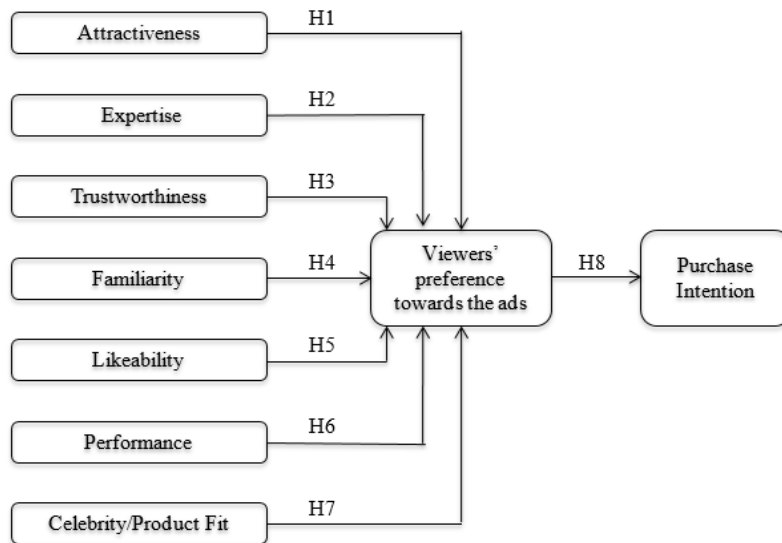 Attractiveness
H1
Expertise
H2
Trustworthiness
H3
Familiarity
H4
Viewers’
preference
towards the ads
H8
Purchase
Intention
Likeability
H5
Performance
H6
Celebrity/Product Fit
H7